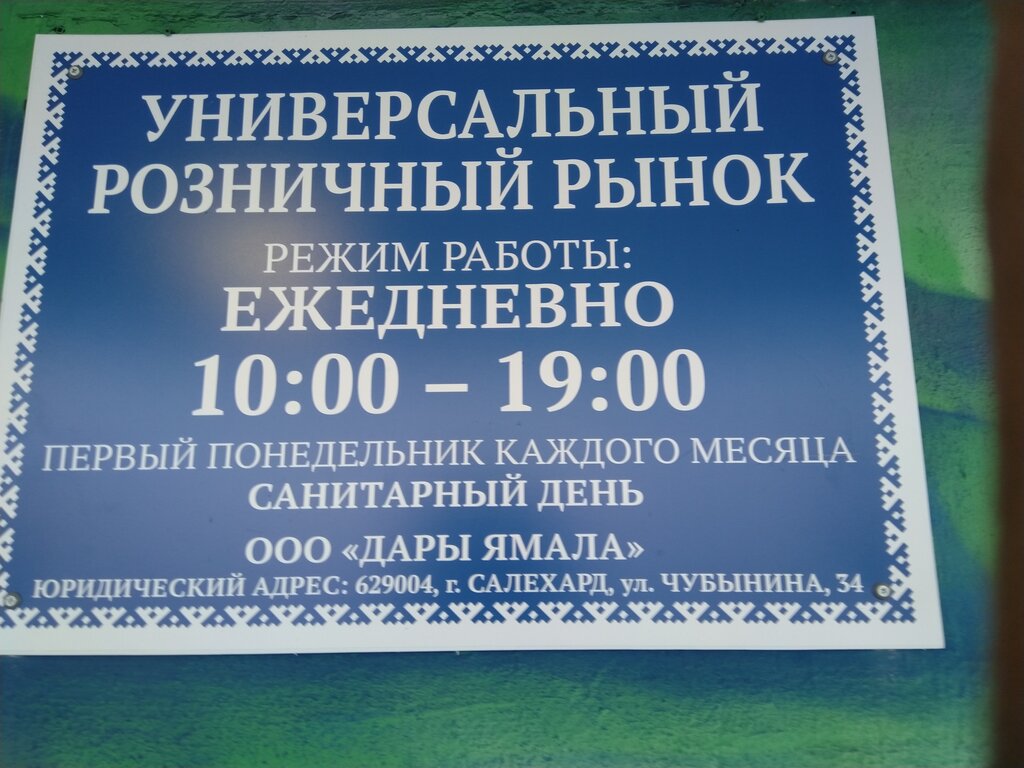 УНИВЕРСАЛЬНЫЙ
РОЗНИЧНЫЙ РЫНОК
РЕЖИМ РАБОТЫ:
ЕЖЕДНЕВНО
10:00 – 19:00
ПЕРВЫЙ ПОНЕДЕЛЬНИК КАЖДОГО МЕСЯЦА
САНИТАРНЫЙ ДЕНЬ
ООО «ДАРЫ ЯМАЛА»
ЮРИДИЧЕСКИЙ АДРЕС: 629004, г. САЛЕХАРД, ул. ЧУБЫНИНА, 34